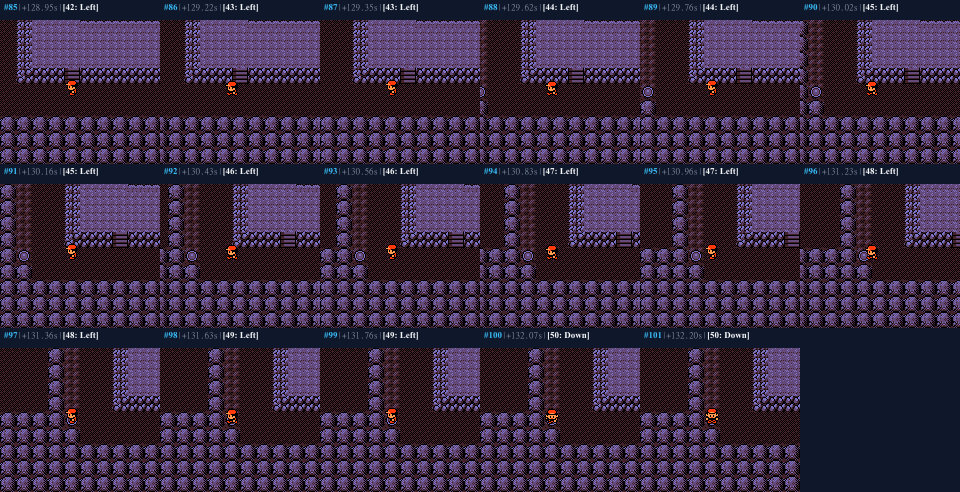 #85|+128.95s|[42: Left]
#86|+129.22s|[43: Left]
#87|+129.35s|[43: Left]
#88|+129.62s|[44: Left]
#89|+129.76s|[44: Left]
#90|+130.02s|[45: Left]
#91|+130.16s|[45: Left]
#92|+130.43s|[46: Left]
#93|+130.56s|[46: Left]
#94|+130.83s|[47: Left]
#95|+130.96s|[47: Left]
#96|+131.23s|[48: Left]
#97|+131.36s|[48: Left]
#98|+131.63s|[49: Left]
#99|+131.76s|[49: Left]
#100|+132.07s|[50: Down]
#101|+132.20s|[50: Down]